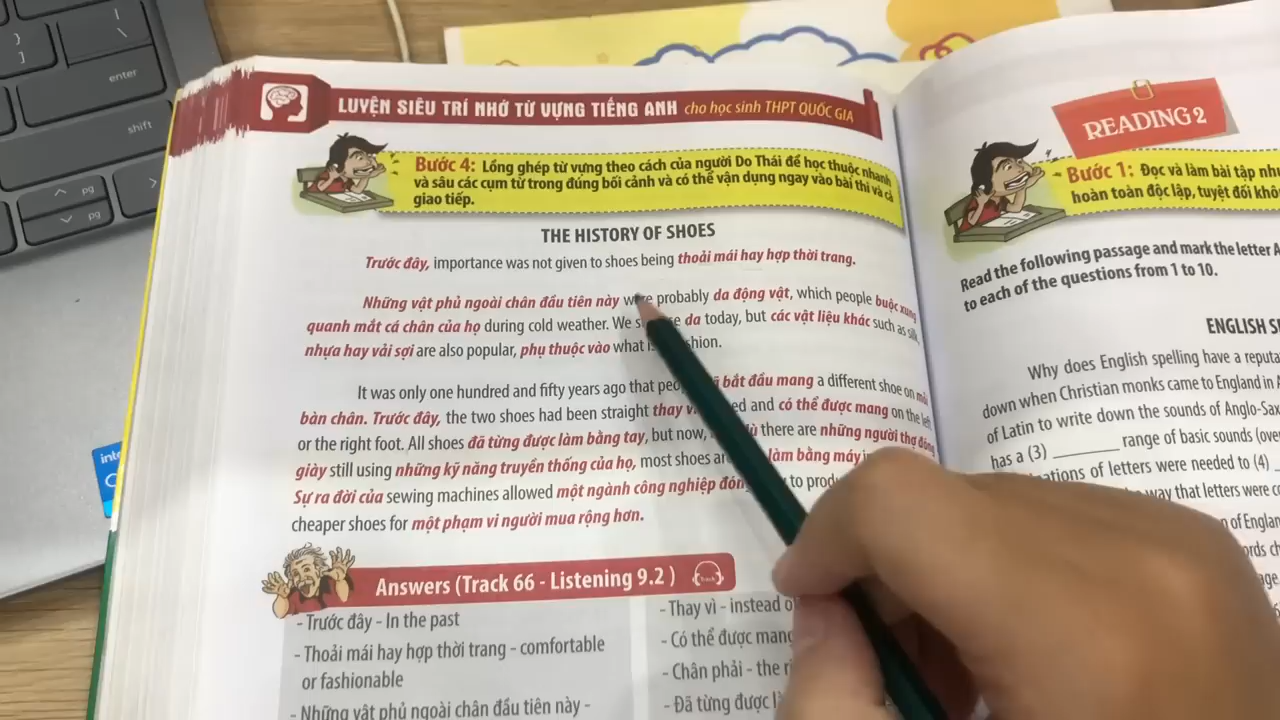 }
]
|
\
enter
shift
pg
pg
LUYỆN SIÊU TRÍ NHỚ TỪ VỰNG TIẾNG ANH cho học sinh THPT QUỐC GIA
Bước 4: Lồng ghép từ vựng theo cách của người Do Thái để học thuộc nhanh
và sâu các cụm từ trong đúng bối cảnh và có thể vận dụng ngay vào bài thi và cả
giao tiếp.
THE HISTORY OF SHOES
Trước đây, importance was not given to shoes being thoải mái hay hợp thời trang.
Những vật phủ ngoài chân đầu tiên này were probably da động vật, which people buộc xung
quanh mắt cá chân của họ during cold weather. We da today, but các vật liệu khác such as silk,
nhựa hay vải sợi are also popular, phụ thuộc vào what
It was only one hundred and fifty years ago that bắt đầu mang a different shoe on
bàn chân. Trước đây, the two shoes had been straight thay and có thể được mang on the left
or the right foot. All shoes đã từng được làm bằng tay, but now, there are những người thợ đóng
giày still using những kỹ năng truyền thống của họ, most shoes làm bằng máy
Sự ra đời của sewing machines allowed một ngành công nghiệp đóng to
cheaper shoes for một phạm vi người mua rộng hơn.
Answers (Track 66 - Listening 9.2 )
- Trước đây - In the past
- Thoải mái hay hợp thời trang - comfortable
or fashionable
- Những vật phủ ngoài chân đầu tiên này -
- Thay vì - instead
- Có thể được
- Chân phải - the
- Đã từng được
READING 2
Bước 1: Đọc và làm bài tập
hoàn toàn độc lập, tuyệt đối
Read the following passage and mark the letter A
to each of the questions from 1 to 10.
ENGLISH
Why does English spelling have a
down when Christian monks came to England in
of Latin to write down the sounds of
has a (3) ________ range of basic sounds
of letters were needed to (4)
way that letters were
of